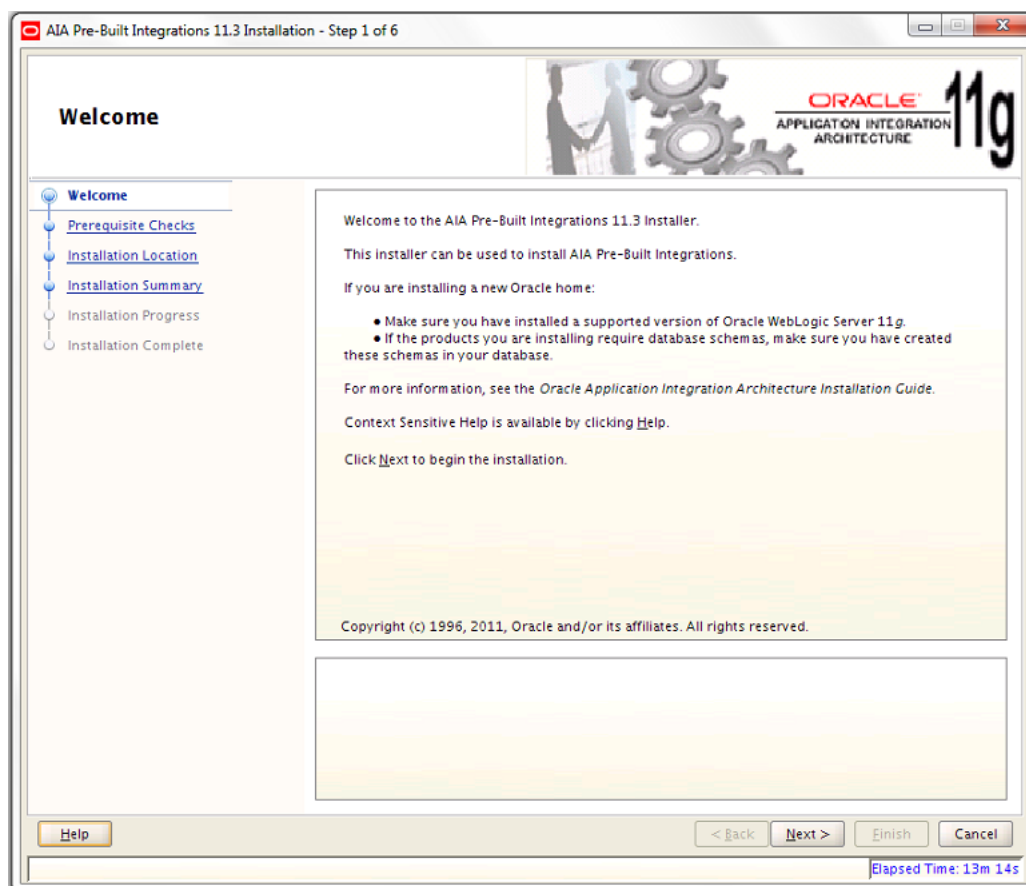 AIA Pre-Built Integrations 11.3 Installation - Step 1 of 6
Welcome
ORACLE
APPLICATION INTEGRATION
ARCHITECTURE
11g
Welcome
Prerequisite Checks
Installation Location
Installation Summary
Installation Progress
Installation Complete
Welcome to the AIA Pre-Built Integrations 11.3 Installer.
This installer can be used to install AIA Pre-Built Integrations.
If you are installing a new Oracle home:
● Make sure you have installed a supported version of Oracle WebLogic Server 11g.
● If the products you are installing require database schemas, make sure you have created
these schemas in your database.
For more information, see the Oracle Application Integration Architecture Installation Guide.
Context Sensitive Help is available by clicking Help.
Click Next to begin the installation.
Copyright (c) 1996, 2011, Oracle and/or its affiliates. All rights reserved.
Help
< Back
Next >
Finish
Cancel
Elapsed Time: 13m 14s